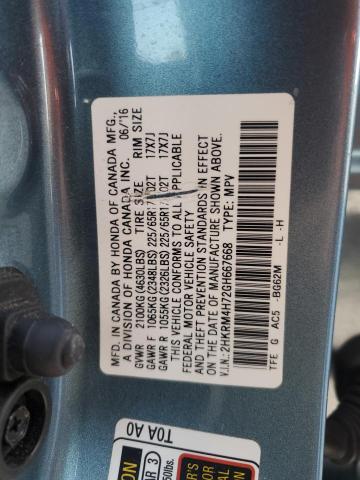 MFD. IN CANADA BY HONDA OF CANADA MFG.,
A DIVISION OF HONDA CANADA INC. 06/'16
GVWR 2100KG(4630LBS) TIRE SIZE RIM SIZE
GAWR F 1065KG(2348LBS) 225/65R17 102T 17X7J
GAWR R 1055KG(2326LBS) 225/65R17 102T 17X7J
THIS VEHICLE CONFORMS TO ALL APPLICABLE
FEDERAL MOTOR VEHICLE SAFETY
AND THEFT PREVENTION STANDARDS IN EFFECT
ON THE DATE OF MANUFACTURE SHOWN ABOVE.
V.I.N.: 2HKRM4H72GH667668 TYPE: MPV
TFE G AC5 -BG62M -L -H
T0A A0